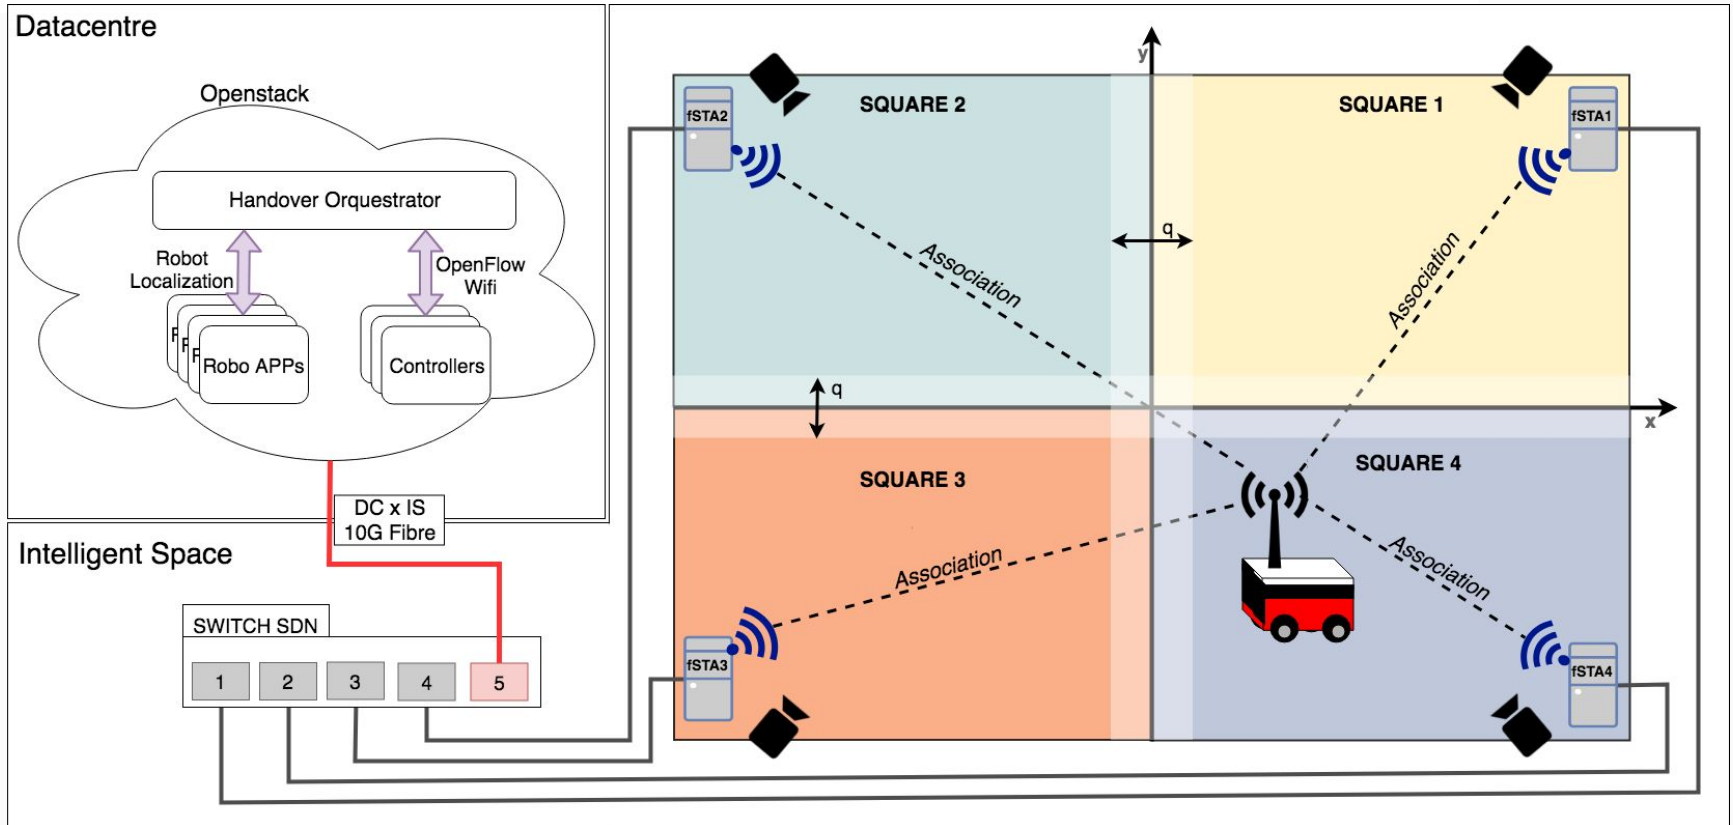 Datacentre
Openstack
Handover Orquestrator
Robot
Localization
OpenFlow
Wifi
Robo APPs
Controllers
DC x IS
10G Fibre
Intelligent Space
SWITCH SDN
1
2
3
4
5
y
SQUARE 2
SQUARE 1
fSTA2
fSTA1
q
Association
Association
q
x
SQUARE 3
SQUARE 4
Association
Association
fSTA3
fSTA4